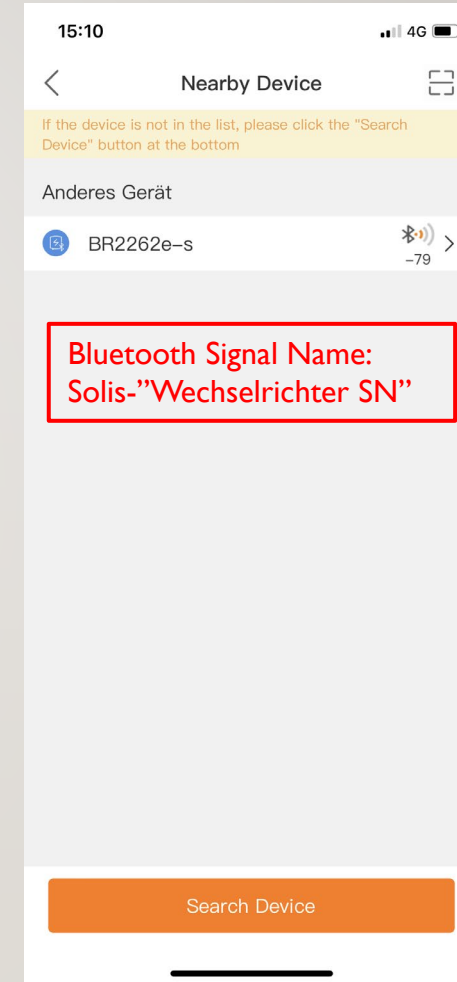 15:10
4G
Nearby Device
If the device is not in the list, please click the "Search
Device" button at the bottom
Anderes Gerät
BR2262e-s
-79
Bluetooth Signal Name:
Solis-”Wechselrichter SN”
Search Device